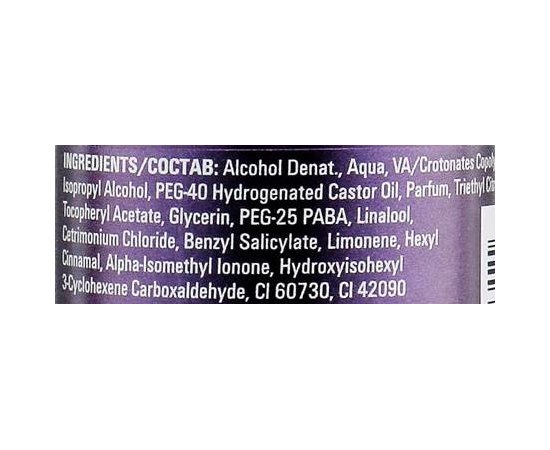 INGREDIENTS/СОСТАВ: Alcohol Denat., Aqua, VA/Crotonates
Isopropyl Alcohol, PEG-40 Hydrogenated Castor Oil, Parfum, Triethyl
Tocopheryl Acetate, Glycerin, PEG-25 PABA, Linalool,
Cetrimonium Chloride, Benzyl Salicylate, Limonene, Hexyl
Cinnamal, Alpha-Isomethyl Ionone, Hydroxyisohexyl
3-Cyclohexene Carboxaldehyde, CI 60730, CI 42090